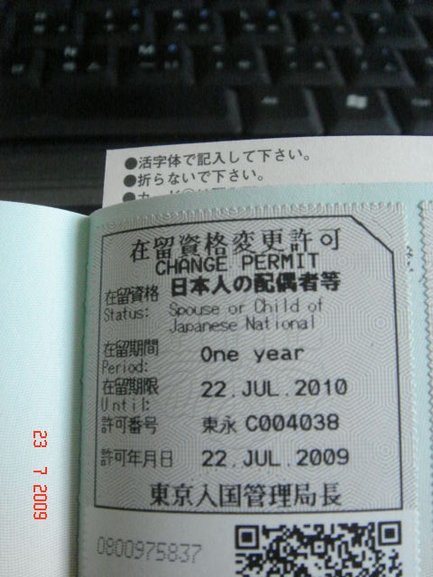 ●活字体で記入して下さい。
●折らないで下さい。
在留資格変更許可
CHANGE PERMIT
在留資格 日本人の配偶者等
Status: Spouse or Child of
Japanese National
在留期間
Period: One year
在留期限 22.JUL.2010
Until:
許可番号 東永 C004038
許可年月日 22.JUL.2009
東京入国管理局長
0800975837
23 7 2009